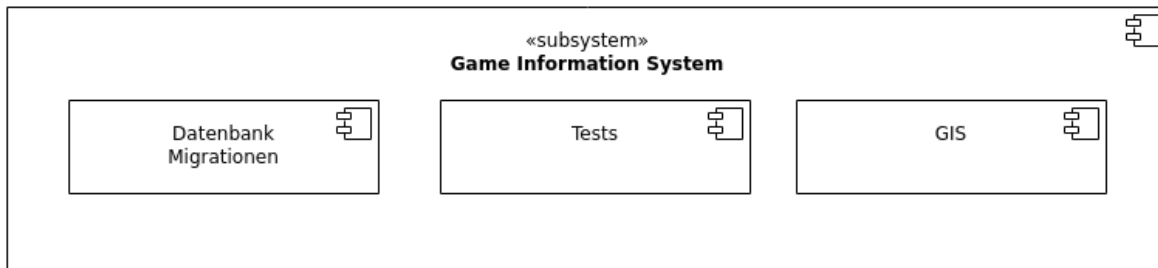 «subsystem»
Game Information System
Datenbank
Migrationen
Tests
GIS